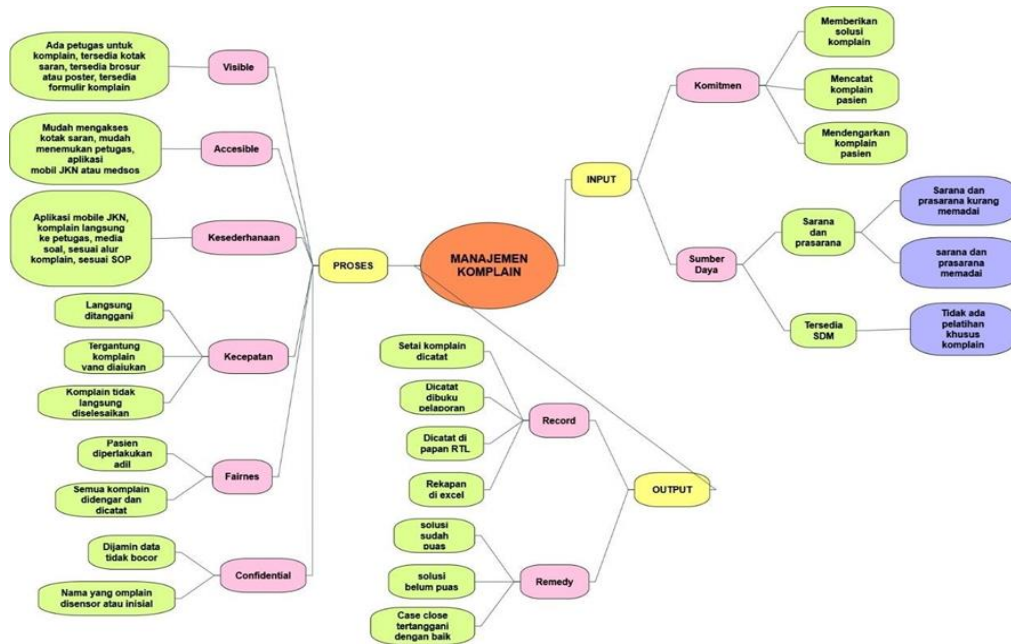 MANAJEMEN
KOMPLAIN
INPUT
Komitmen
Memberikan
solusi
komplain
Mencatat
komplain
pasien
Mendengarkan
komplain
pasien
Sumber
Daya
Sarana
dan
prasarana
Sarana dan
prasarana kurang
memadai
sarana dan
prasarana
memadai
Tersedia
SDM
Tidak ada
pelatihan
khusus
komplain
PROSES
Visible
Ada petugas untuk
komplain, tersedia kotak
saran, tersedia brosur
atau poster, tersedia
formulir komplain
Accesible
Mudah mengakses
kotak saran, mudah
menemukan petugas,
aplikasi
mobil JKN atau medsos
Kesederhanaan
Aplikasi mobile JKN,
komplain langsung
ke petugas, media
soal, sesuai alur
komplain, sesuai SOP
Kecepatan
Langsung
ditanggani
Tergantung
komplain
yang diajukan
Komplain tidak
langsung
diselesaikan
Fairnes
Pasien
diperlakukan
adil
Semua komplain
didengar dan
dicatat
Confidential
Dijamin data
tidak bocor
Nama yang omplain
disensor atau inisial
OUTPUT
Record
Setai komplain
dicatat
Dicatat
dibuku
pelaporan
Dicatat di
papan RTL
Rekapan
di excel
Remedy
solusi
sudah
puas
solusi
belum puas
Case close
tertangani
dengan baik